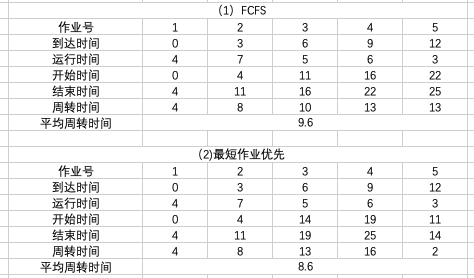 (1) FCFS
作业号 1 2 3 4 5
到达时间 0 3 6 9 12
运行时间 4 7 5 6 3
开始时间 0 4 11 16 22
结束时间 4 11 16 22 25
周转时间 4 8 10 13 13
平均周转时间 9.6
(2)最短作业优先
作业号 1 2 3 4 5
到达时间 0 3 6 9 12
运行时间 4 7 5 6 3
开始时间 0 4 14 19 11
结束时间 4 11 19 25 14
周转时间 4 8 13 16 2
平均周转时间 8.6